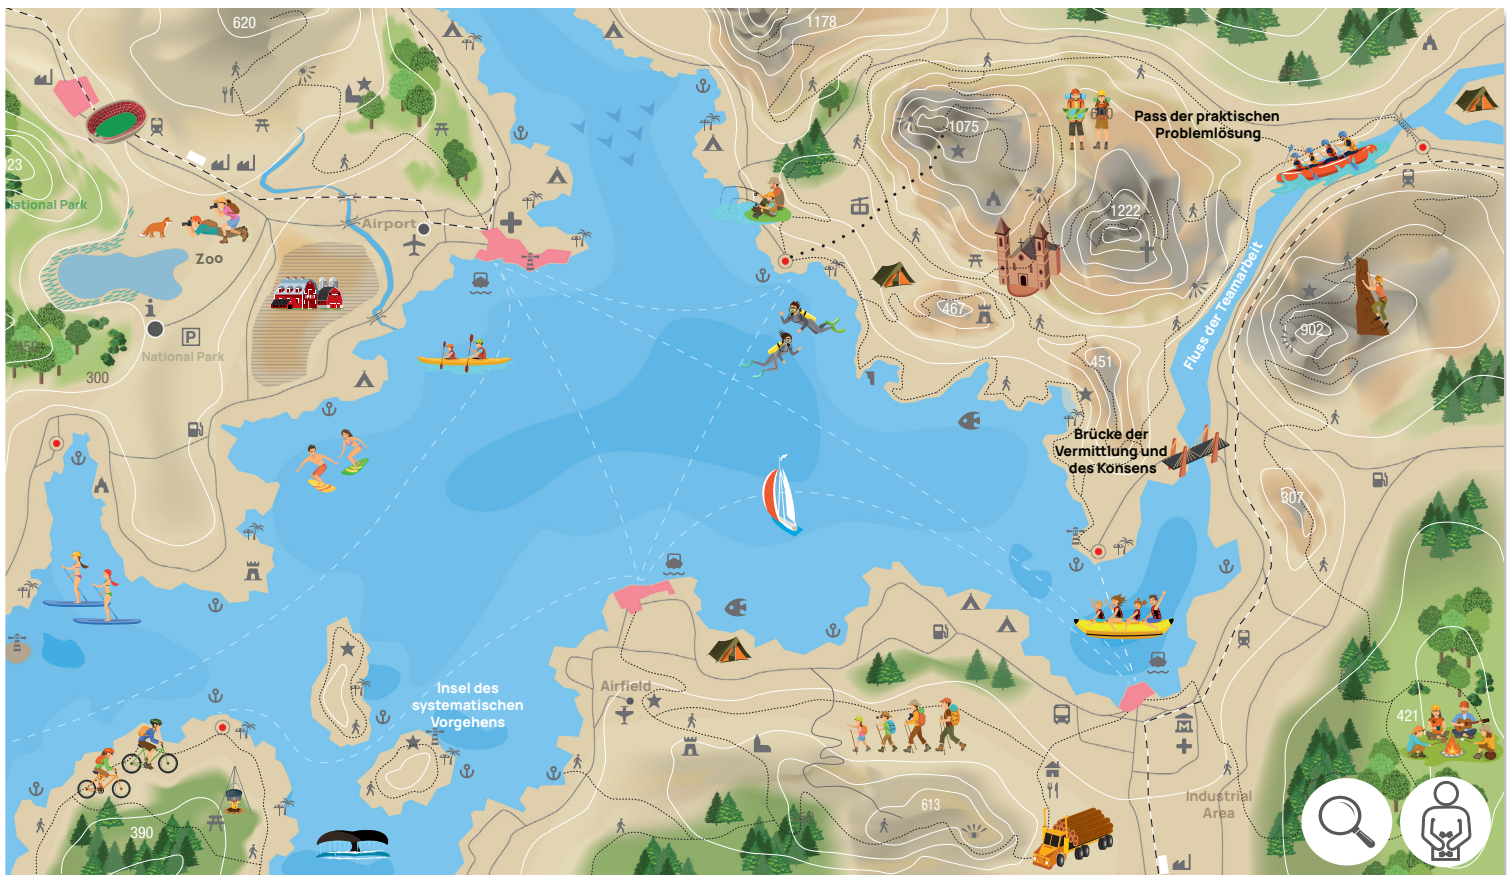 620
1178
1075
600
Pass der praktischen
Problemlösung
23
National Park
Airport
Zoo
1222
467
902
Fluss der Teamarbeit
P
National Park
300
451
Brücke der
Vermittlung und
des Konsens
307
Insel des
systematischen
Vorgehens
Airfield
421
613
Industrial
Area
390